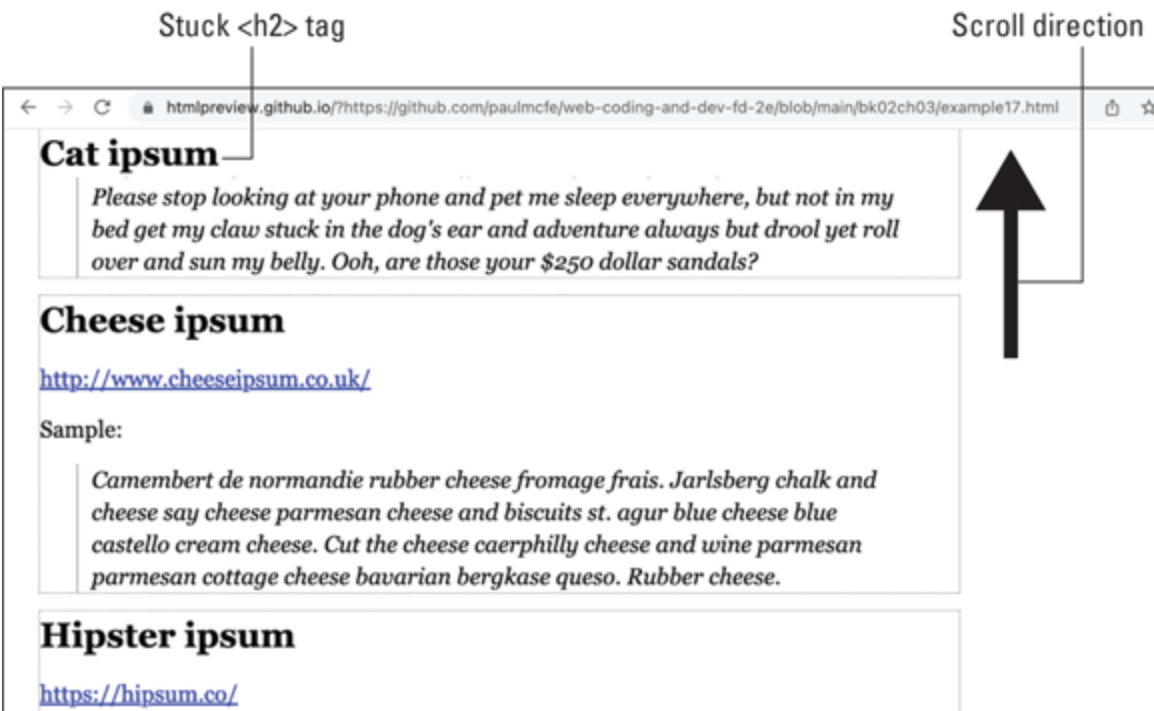 Stuck <h2> tag
Scroll direction
htmlpreview.github.io/?https://github.com/paulmcfe/web-coding-and-dev-fd-2e/blob/main/bk02ch03/example17.html
Cat ipsum
Please stop looking at your phone and pet me sleep everywhere, but not in my
bed get my claw stuck in the dog's ear and adventure always but drool yet roll
over and sun my belly. Ooh, are those your $250 dollar sandals?
Cheese ipsum
http://www.cheeseipsum.co.uk/
Sample:
Camembert de normandie rubber cheese fromage frais. Jarlsberg chalk and
cheese say cheese parmesan cheese and biscuits st. agur blue cheese blue
castello cream cheese. Cut the cheese caerphilly cheese and wine parmesan
parmesan cottage cheese bavarian bergkase queso. Rubber cheese.
Hipster ipsum
https://hipsum.co/